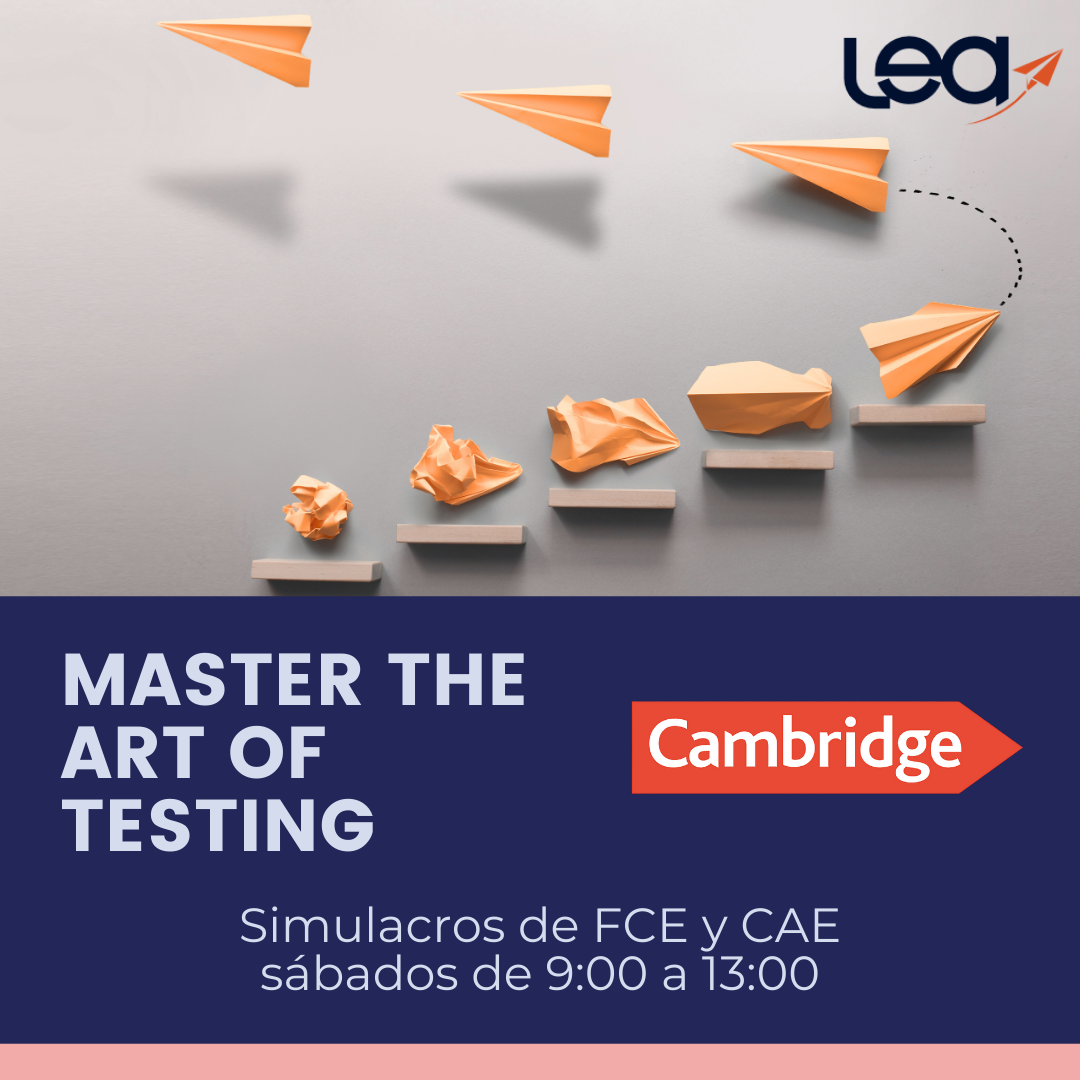 lea
MASTER THE
ART OF
TESTING
Cambridge
Simulacros de FCE y CAE
sábados de 9:00 a 13:00